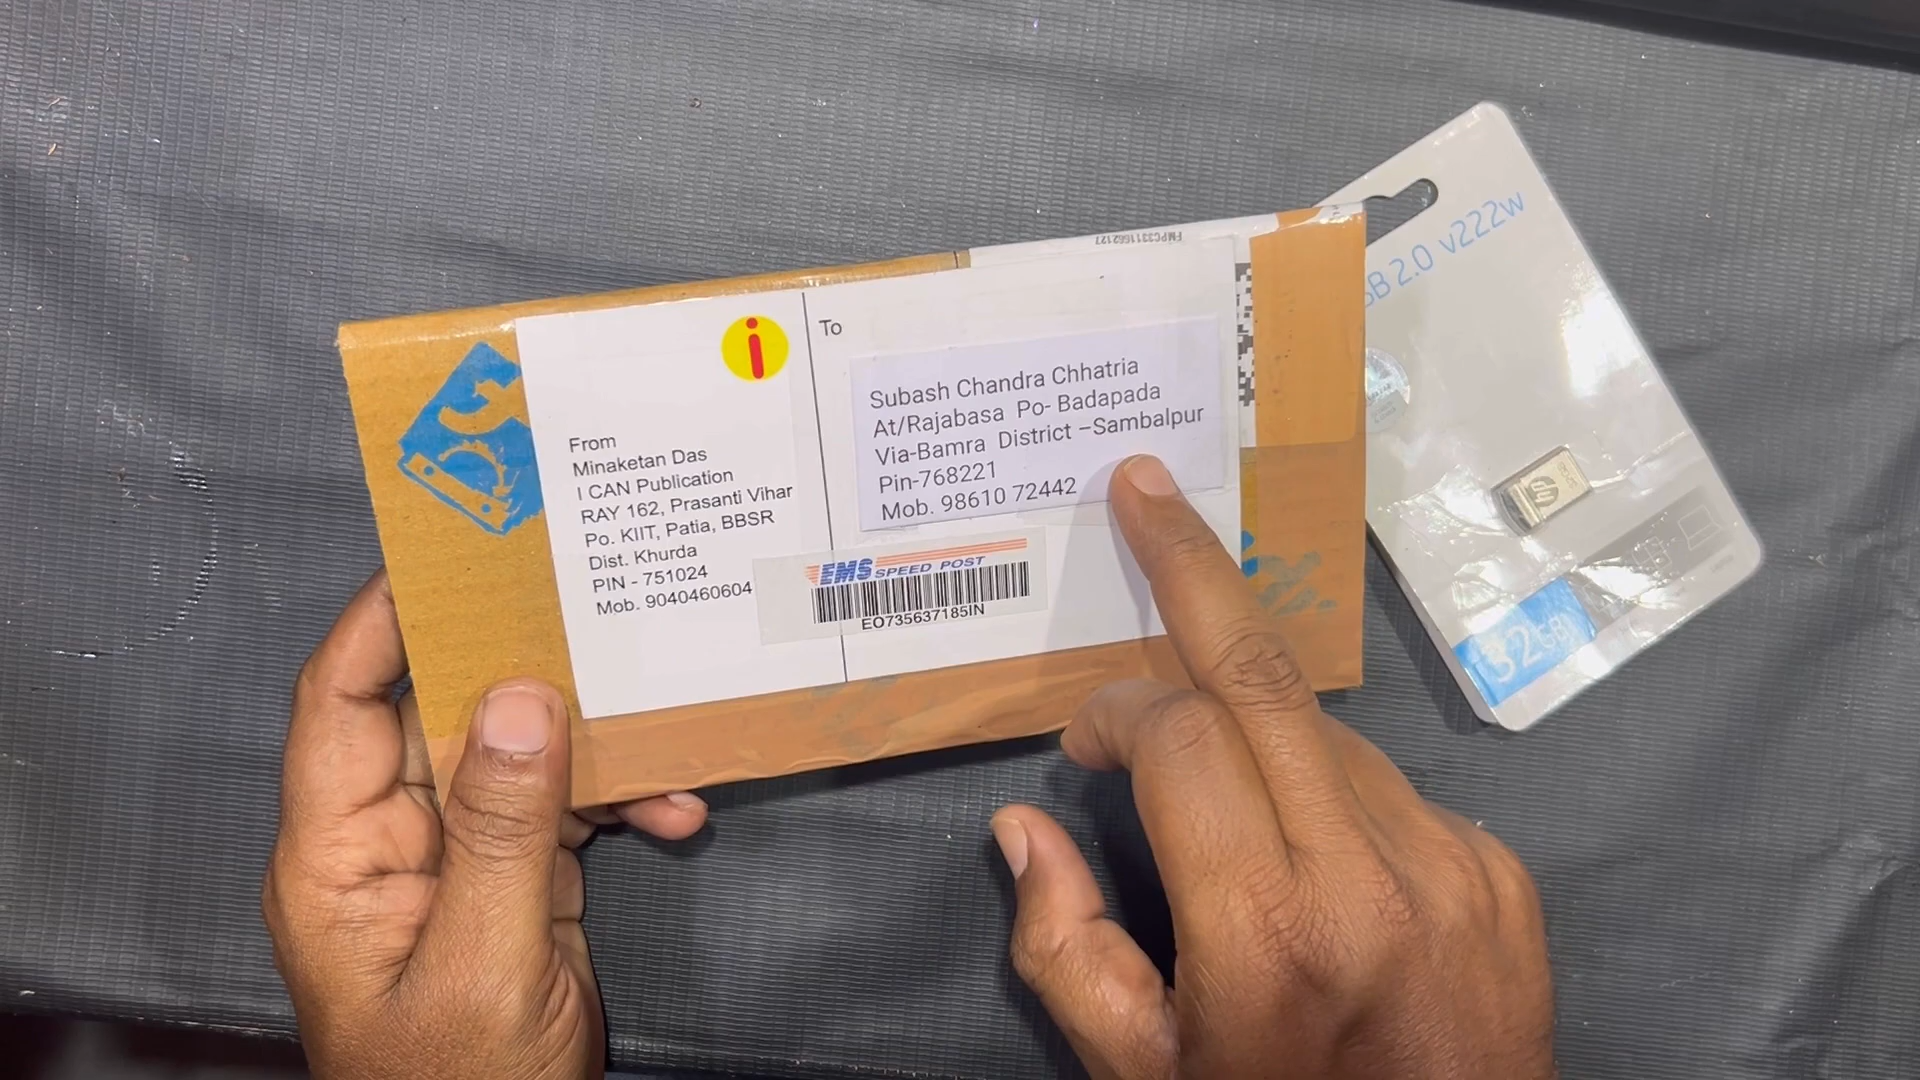 FMPC3311662127
From
Minaketan Das
I CAN Publication
RAY 162, Prasanti Vihar
Po. KIIT, Patia, BBSR
Dist. Khurda
PIN - 751024
Mob. 9040460604
To
Subash Chandra Chhatria
At/Rajabasa Po- Badapada
Via-Bamra District –Sambalpur
Pin-768221
Mob. 98610 72442
EMS SPEED POST
EO735637185IN
2.0 v222w
hp
32GB